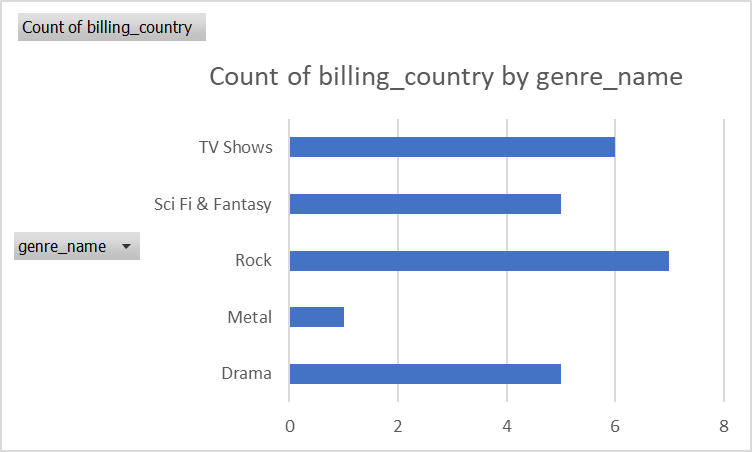 Count of billing_country
Count of billing_country by genre_name
TV Shows
Sci Fi & Fantasy
genre_name
Rock
Metal
Drama
0 2 4 6 8